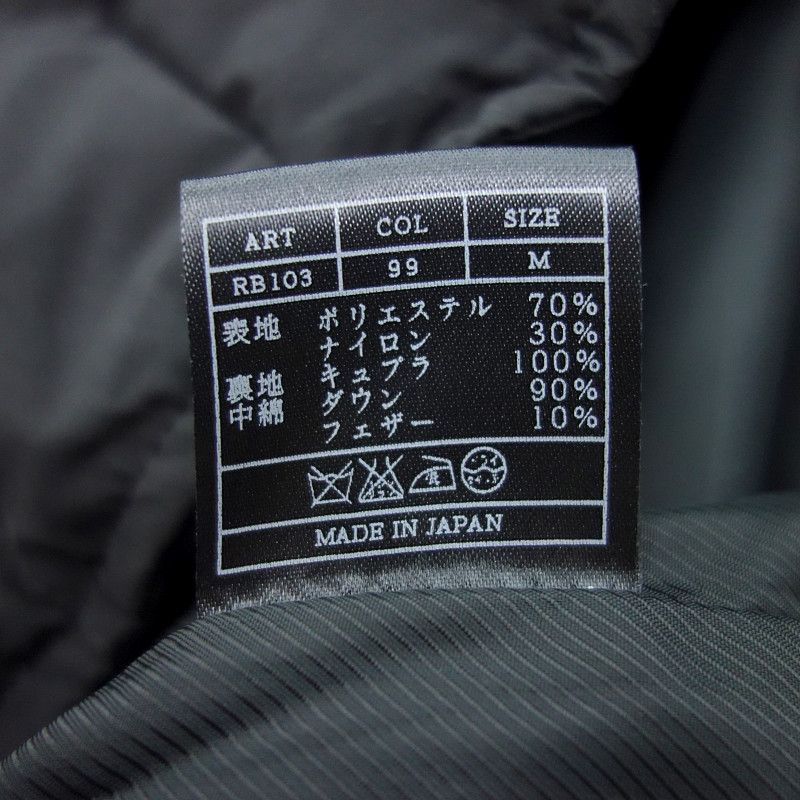 ART COL SIZE
RB103 99 M
表地 ポリエステル 70%
ナイロン 30%
裏地 キュプラ 100%
中綿 ダウン 90%
フェザー 10%
MADE IN JAPAN